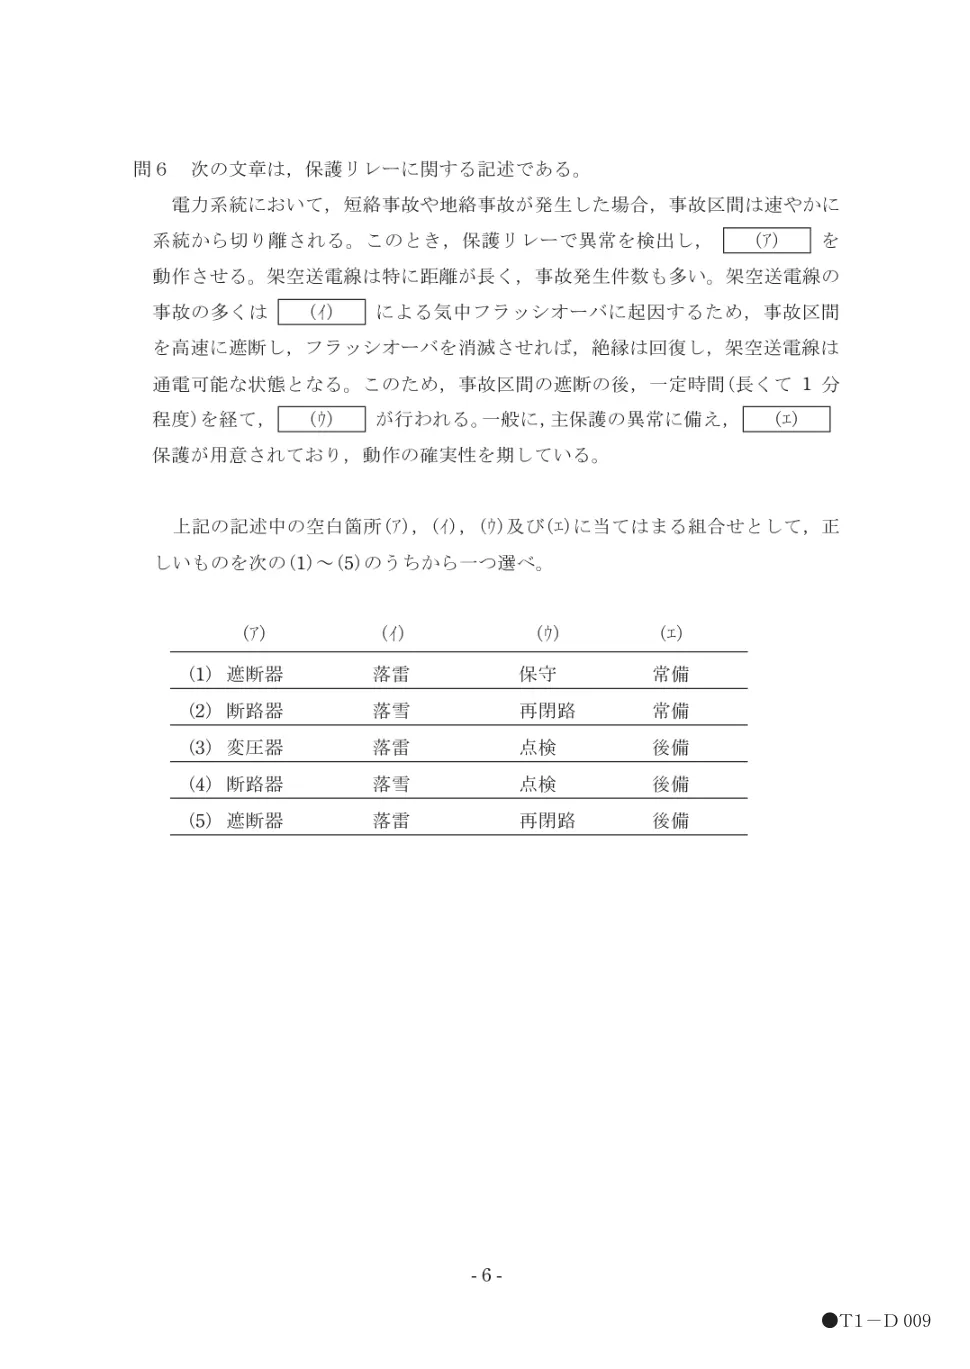 問６　次の文章は，保護リレーに関する記述である。
電力系統において，短絡事故や地絡事故が発生した場合，事故区間は速やかに
系統から切り離される。このとき，保護リレーで異常を検出し， (ｱ) を
動作させる。架空送電線は特に距離が長く，事故発生件数も多い。架空送電線の
事故の多くは (ｲ) による気中フラッシオーバに起因するため，事故区間
を高速に遮断し，フラッシオーバを消滅させれば，絶縁は回復し，架空送電線は
通電可能な状態となる。このため，事故区間の遮断の後，一定時間(長くて 1 分
程度)を経て， (ｳ) が行われる。一般に，主保護の異常に備え， (ｴ)
保護が用意されており，動作の確実性を期している。
上記の記述中の空白箇所(ｱ)，(ｲ)，(ｳ)及び(ｴ)に当てはまる組合せとして，正
しいものを次の(1)～(5)のうちから一つ選べ。
(ｱ) (ｲ) (ｳ) (ｴ)
(1) 遮断器 落雷 保守 常備
(2) 断路器 落雪 再閉路 常備
(3) 変圧器 落雷 点検 後備
(4) 断路器 落雪 点検 後備
(5) 遮断器 落雷 再閉路 後備
- 6 -
●T1－D 009